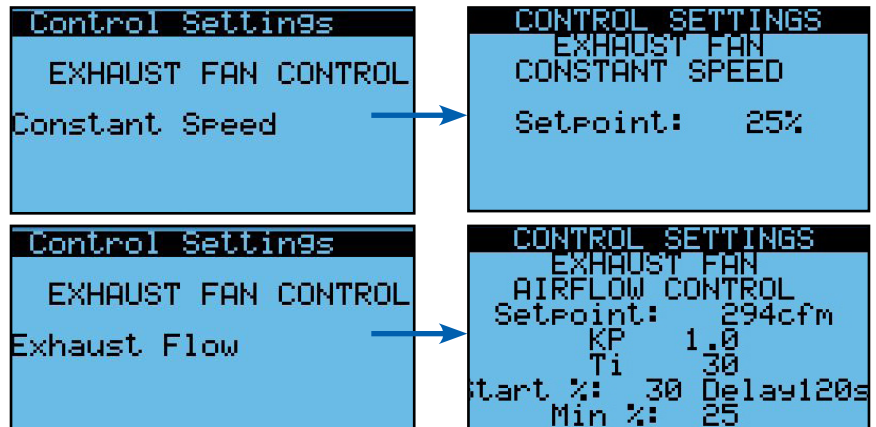 Control Settings
EXHAUST FAN CONTROL
Constant Speed
CONTROL SETTINGS
EXHAUST FAN
CONSTANT SPEED
Setpoint: 25%
Control Settings
EXHAUST FAN CONTROL
Exhaust Flow
CONTROL SETTINGS
EXHAUST FAN
AIRFLOW CONTROL
Setpoint: 294cfm
KP 1.0
Ti 30
tart %: 30 Delay120s
Min %: 25